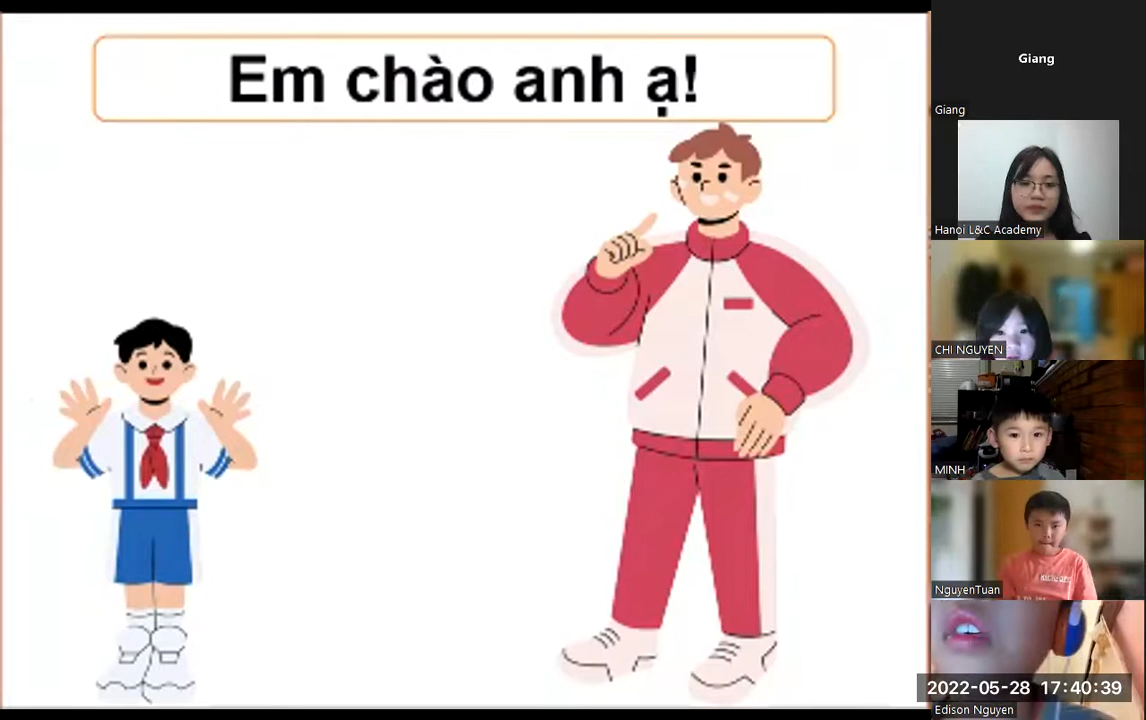 Em chào anh ạ!
Giang
Giang
Hanoi L&C Academy
CHI NGUYEN
MINH
NguyenTuan
2022-05-28 17:40:39
Edison Nguyen